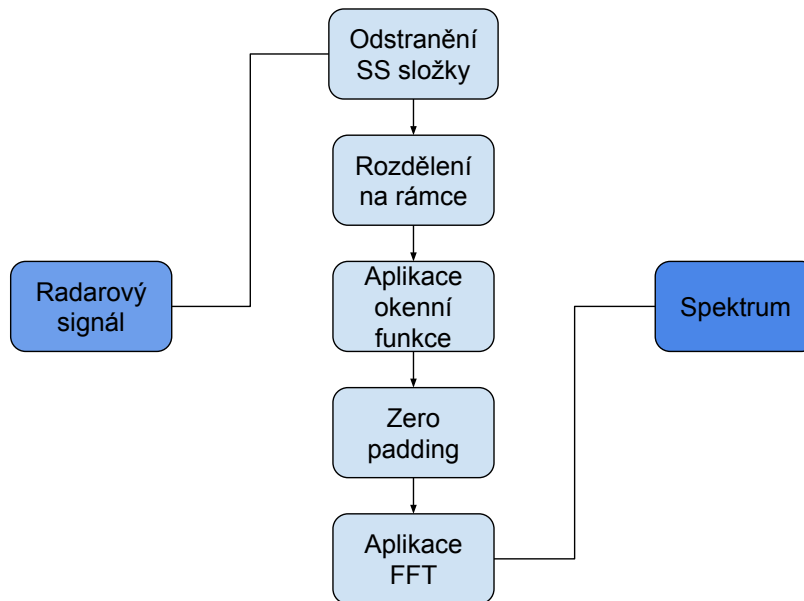 Odstranění
SS složky
Rozdělení
na rámce
Radarový
signál
Aplikace
okenní
funkce
Spektrum
Zero
padding
Aplikace
FFT